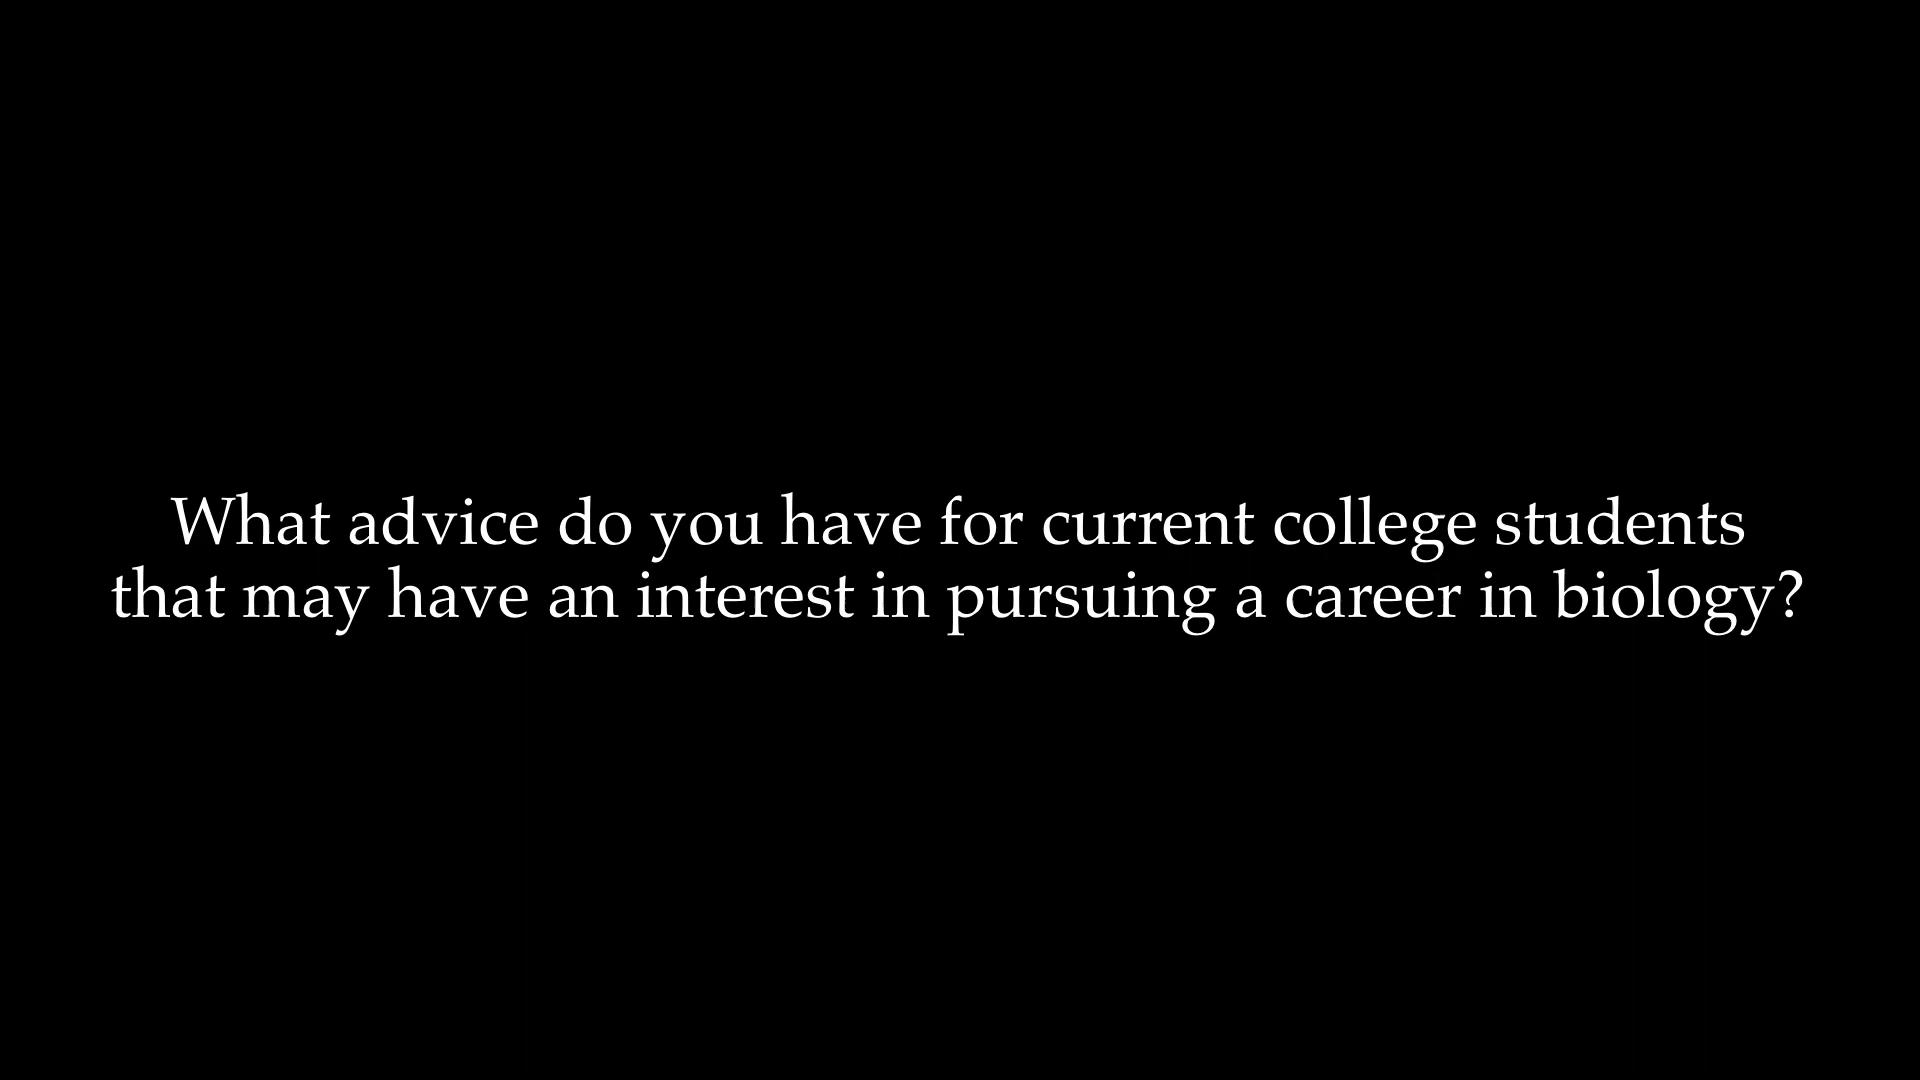 What advice do you have for current college students
that may have an interest in pursuing a career in biology?